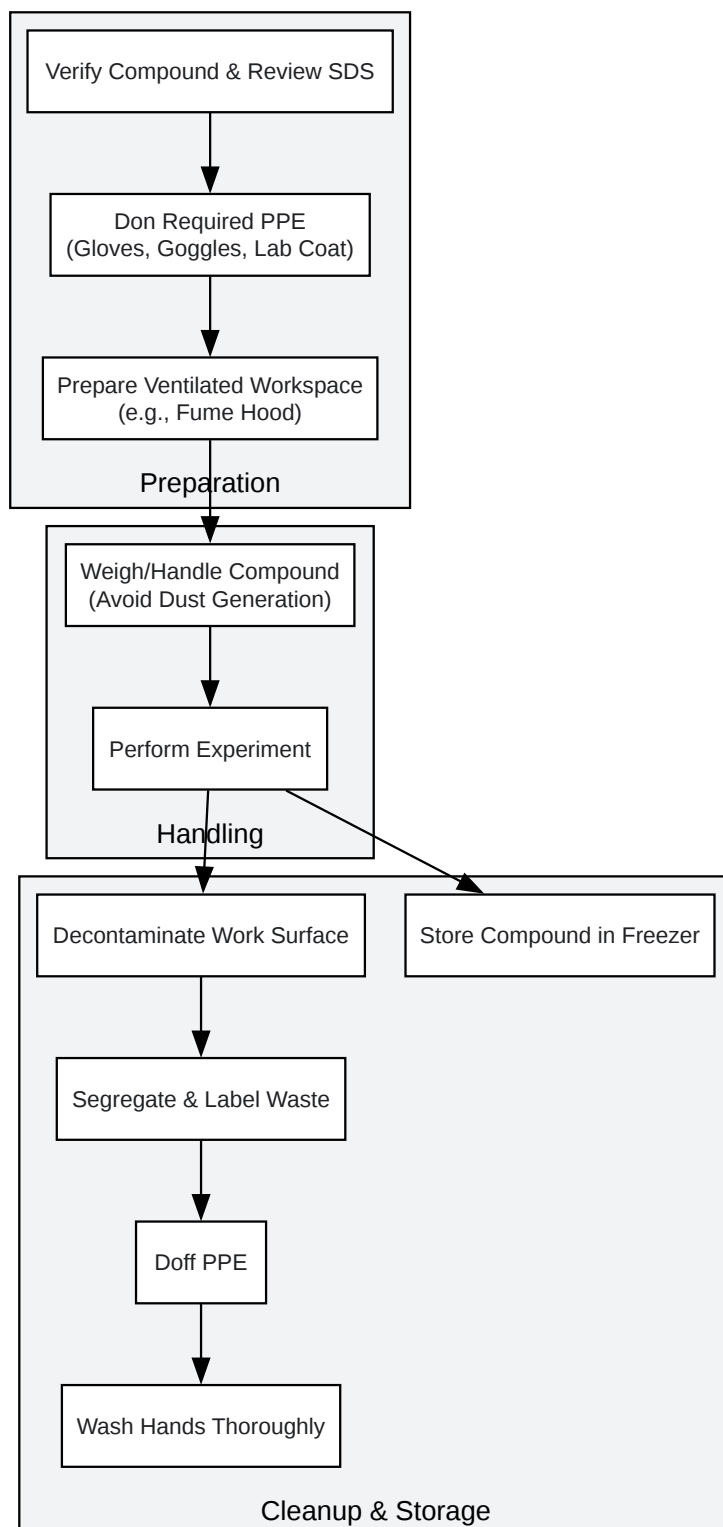 Verify Compound & Review SDS
Don Required PPE
(Gloves, Goggles, Lab Coat)
Prepare Ventilated Workspace
(e.g., Fume Hood)
Preparation
Weigh/Handle Compound
(Avoid Dust Generation)
Perform Experiment
Handling
Decontaminate Work Surface
Store Compound in Freezer
Segregate & Label Waste
Doff PPE
Wash Hands Thoroughly
Cleanup & Storage